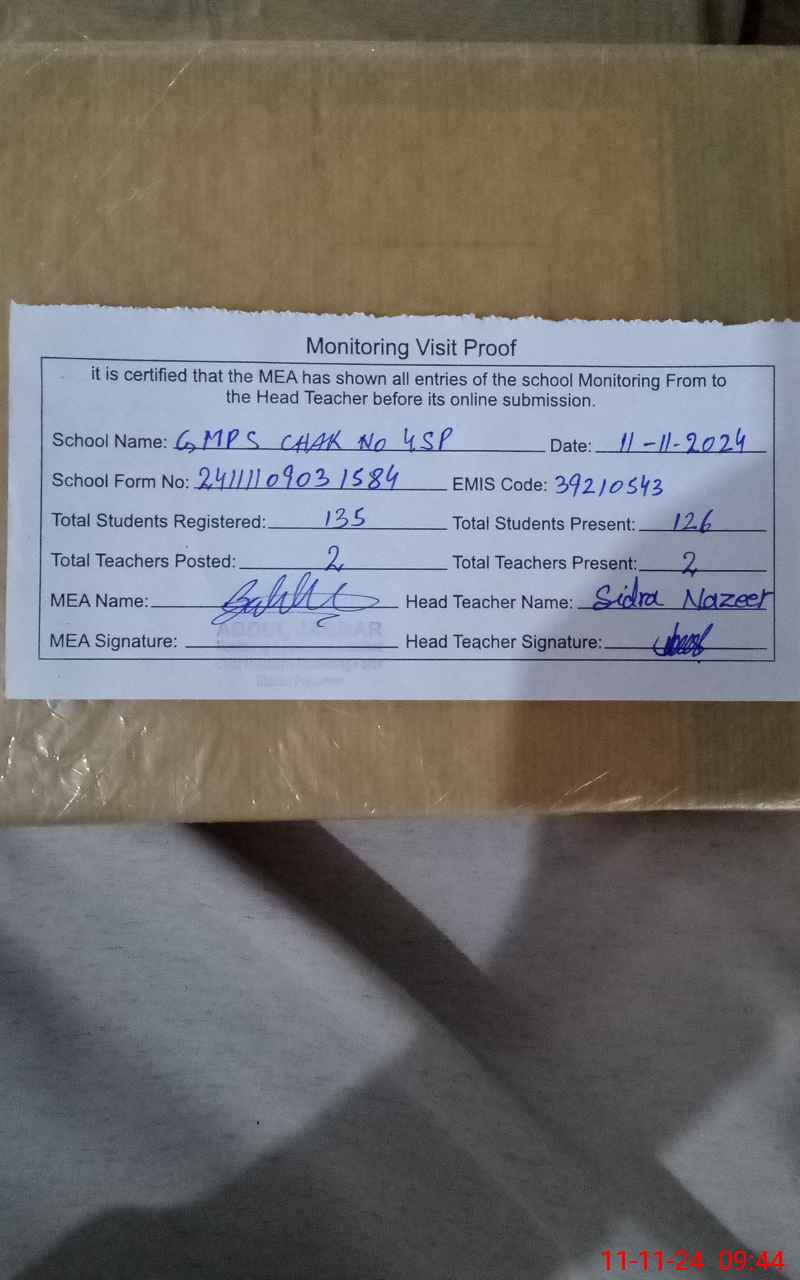 Monitoring Visit Proof
it is certified that the MEA has shown all entries of the school Monitoring From to
the Head Teacher before its online submission.
School Name: GMPS CHAK NO 4SP Date: 11-11-2024
School Form No: 24111109031584 EMIS Code: 39210543
Total Students Registered: 135 Total Students Present: 126
Total Teachers Posted: 2 Total Teachers Present: 2
MEA Name: Head Teacher Name: Sidra Nazeer
MEA Signature: Head Teacher Signature:
11-11-24 09:44